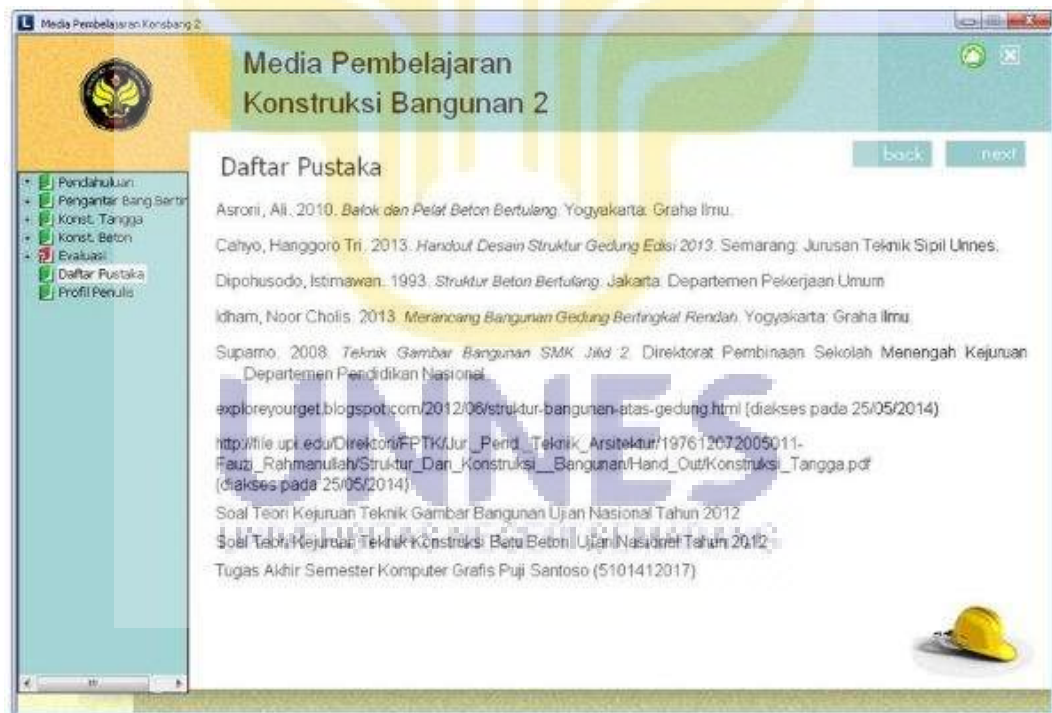 Media Pembelajaran Konsbang 2
Media Pembelajaran
Konstruksi Bangunan 2
back
next
Pendahuluan
Pengantar Bang.Bertin
Konst. Tangga
Konst. Beton
Evaluasi
Daftar Pustaka
Profil Penulis
Daftar Pustaka
Asroni, Ali. 2010. Balok dan Pelat Beton Bertulang. Yogyakarta: Graha Ilmu.
Cahyo, Hanggoro Tri. 2013. Handout Desain Struktur Gedung Edisi 2013. Semarang: Jurusan Teknik Sipil Unnes.
Dipohusodo, Istimawan. 1993. Struktur Beton Bertulang. Jakarta: Departemen Pekerjaan Umum
Idham, Noor Cholis. 2013. Merancang Bangunan Gedung Bertingkat Rendah. Yogyakarta: Graha Ilmu
Suparno. 2008. Teknik Gambar Bangunan SMK Jilid 2. Direktorat Pembinaan Sekolah Menengah Kejuruan
Departemen Pendidikan Nasional.
exploreyourget.blogspot.com/2012/06/struktur-bangunan-atas-gedung.html (diakses pada 25/05/2014)
http://file.upi.edu/Direktori/FPTK/Jur._Pend._Teknik_Arsitektur/197612072005011-
Fauzi_Rahmanullah/Struktur_Dan_Konstruksi__Bangunan/Hand_Out/Konstruksi_Tangga.pdf
(diakses pada 25/05/2014)
Soal Teori Kejuruan Teknik Gambar Bangunan Ujian Nasional Tahun 2012
Soal Teori Kejuruan Teknik Konstruksi Batu Beton Ujian Nasional Tahun 2012
Tugas Akhir Semester Komputer Grafis Puji Santoso (5101412017)
UNNES